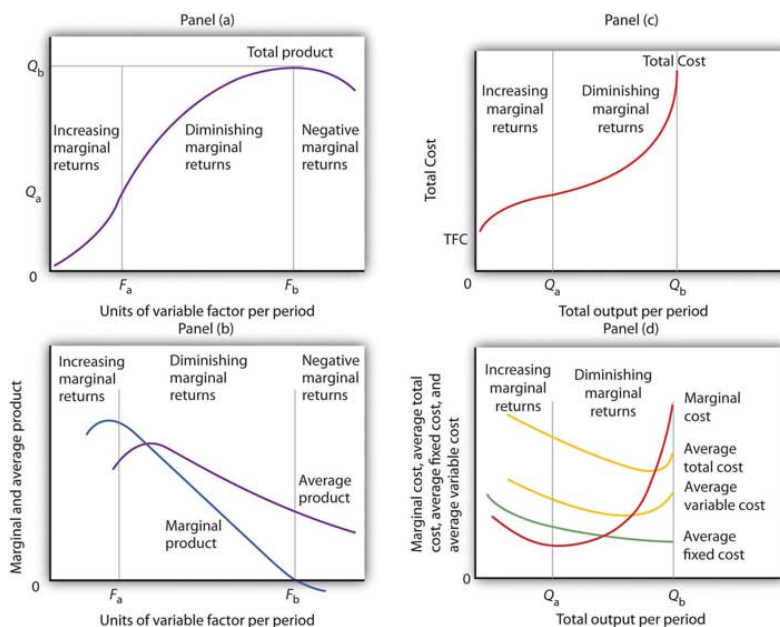 Panel (a)
Total product
Q_b
Increasing
marginal
returns
Diminishing
marginal
returns
Negative
marginal
returns
Q_a
0
F_a
F_b
Units of variable factor per period
Panel (c)
Total Cost
Increasing
marginal
returns
Diminishing
marginal
returns
Total Cost
TFC
0
Q_a
Q_b
Total output per period
Panel (b)
Increasing
marginal
returns
Diminishing
marginal
returns
Negative
marginal
returns
Marginal and average product
Average
product
Marginal
product
0
F_a
F_b
Units of variable factor per period
Panel (d)
Marginal cost, average total
cost, average fixed cost, and
average variable cost
Increasing
marginal
returns
Diminishing
marginal
returns
Marginal
cost
Average
total cost
Average
variable cost
Average
fixed cost
0
Q_a
Q_b
Total output per period